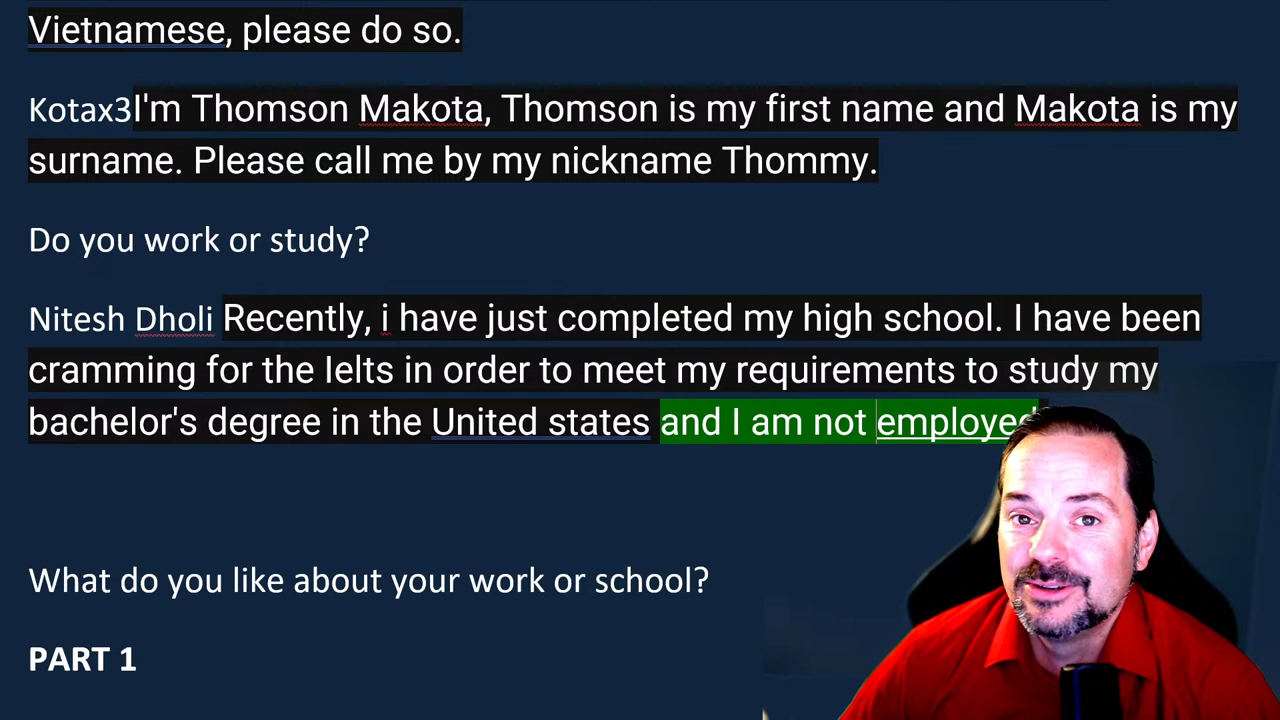 Vietnamese, please do so.
Kotax3I'm Thomson Makota, Thomson is my first name and Makota is my
surname. Please call me by my nickname Thommy.
Do you work or study?
Nitesh Dholi Recently, i have just completed my high school. I have been
cramming for the Ielts in order to meet my requirements to study my
bachelor's degree in the United states and I am not employed
What do you like about your work or school?
PART 1